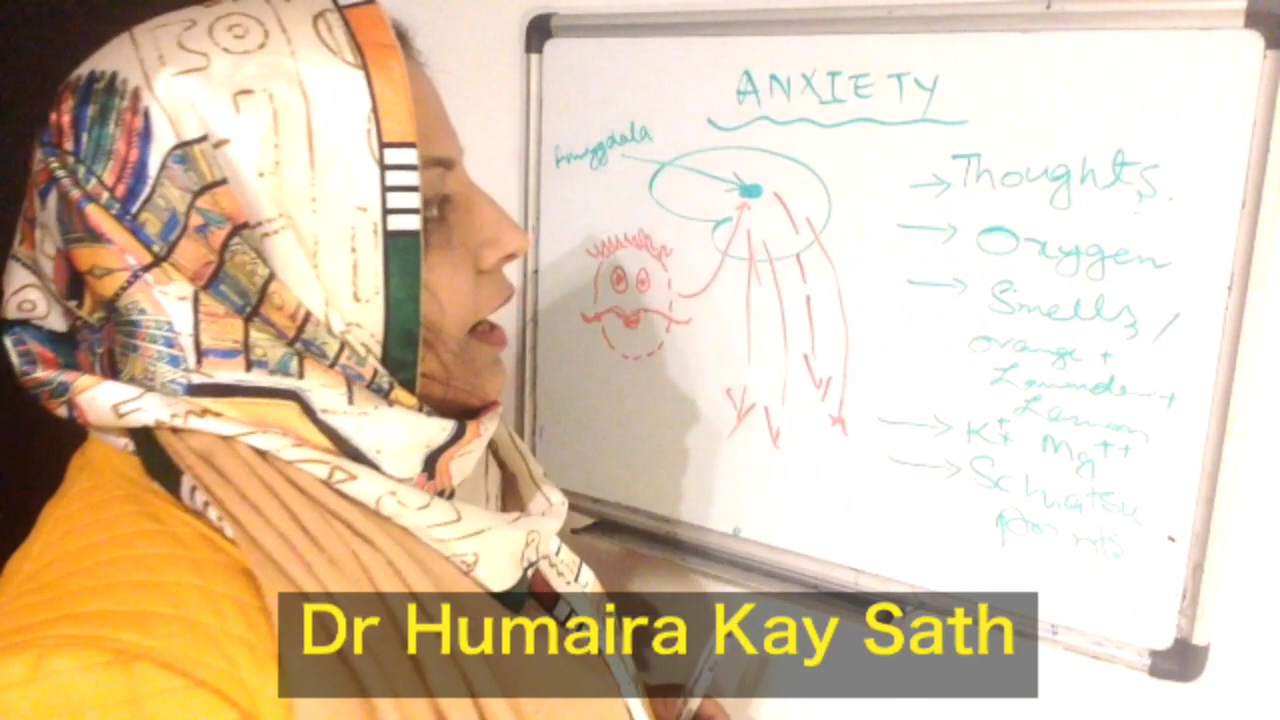 ANXIETY
Amygdala
→ Thoughts.
→ Oxygen
→ Smells /
orange +
Lavender +
Lemon
→ K++ Mg++
→ Schiatsu
Points
Dr Humaira Kay Sath